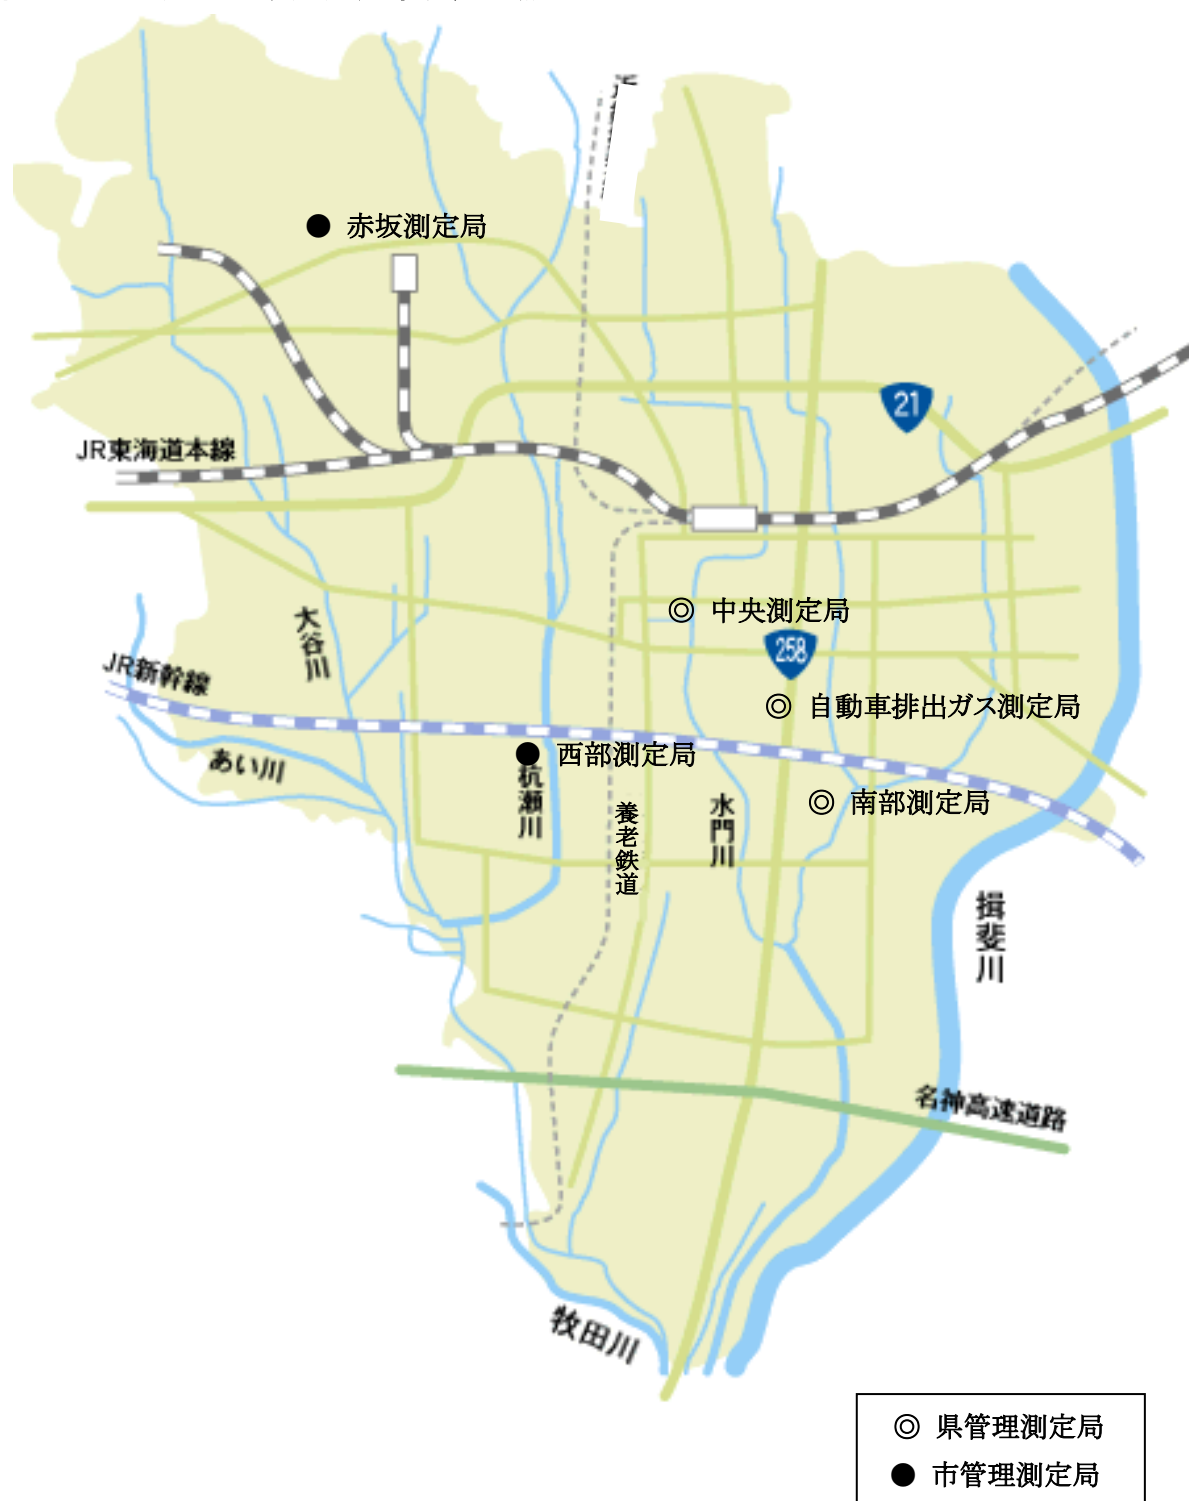 赤坂測定局
21
JR東海道本線
中央測定局
大谷川
258
JR新幹線
自動車排出ガス測定局
西部測定局
あい川
杭瀬川
養老鉄道
水門川
南部測定局
揖斐川
名神高速道路
牧田川
◎ 県管理測定局
● 市管理測定局